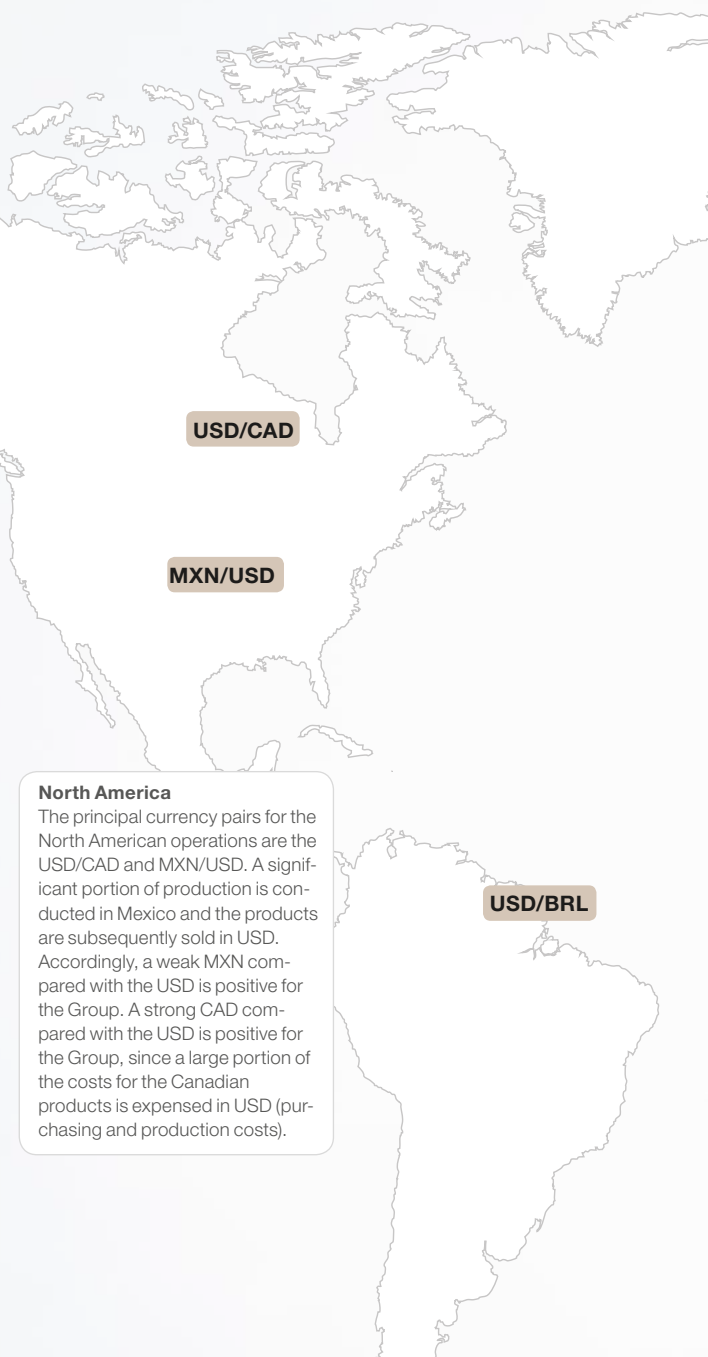 USD/CAD
MXN/USD
North America
The principal currency pairs for the
North American operations are the
USD/CAD and MXN/USD. A signif-
icant portion of production is con-
ducted in Mexico and the products
are subsequently sold in USD.
Accordingly, a weak MXN com-
pared with the USD is positive for
the Group. A strong CAD com-
pared with the USD is positive for
the Group, since a large portion of
the costs for the Canadian
products is expensed in USD (pur-
chasing and production costs).
USD/BRL